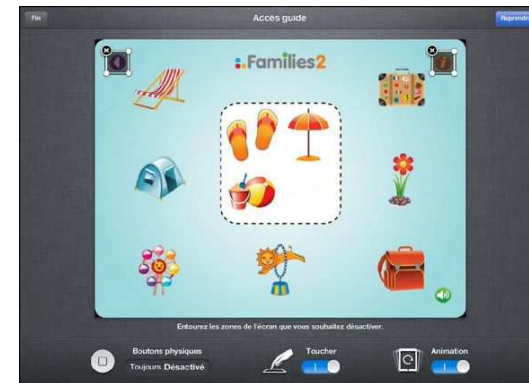 Fin
Accès guidé
Reprendre
Families2
Entourez les zones de l'écran que vous souhaitez désactiver.
Boutons physiques
Toujours Désactivé
Toucher
Animation